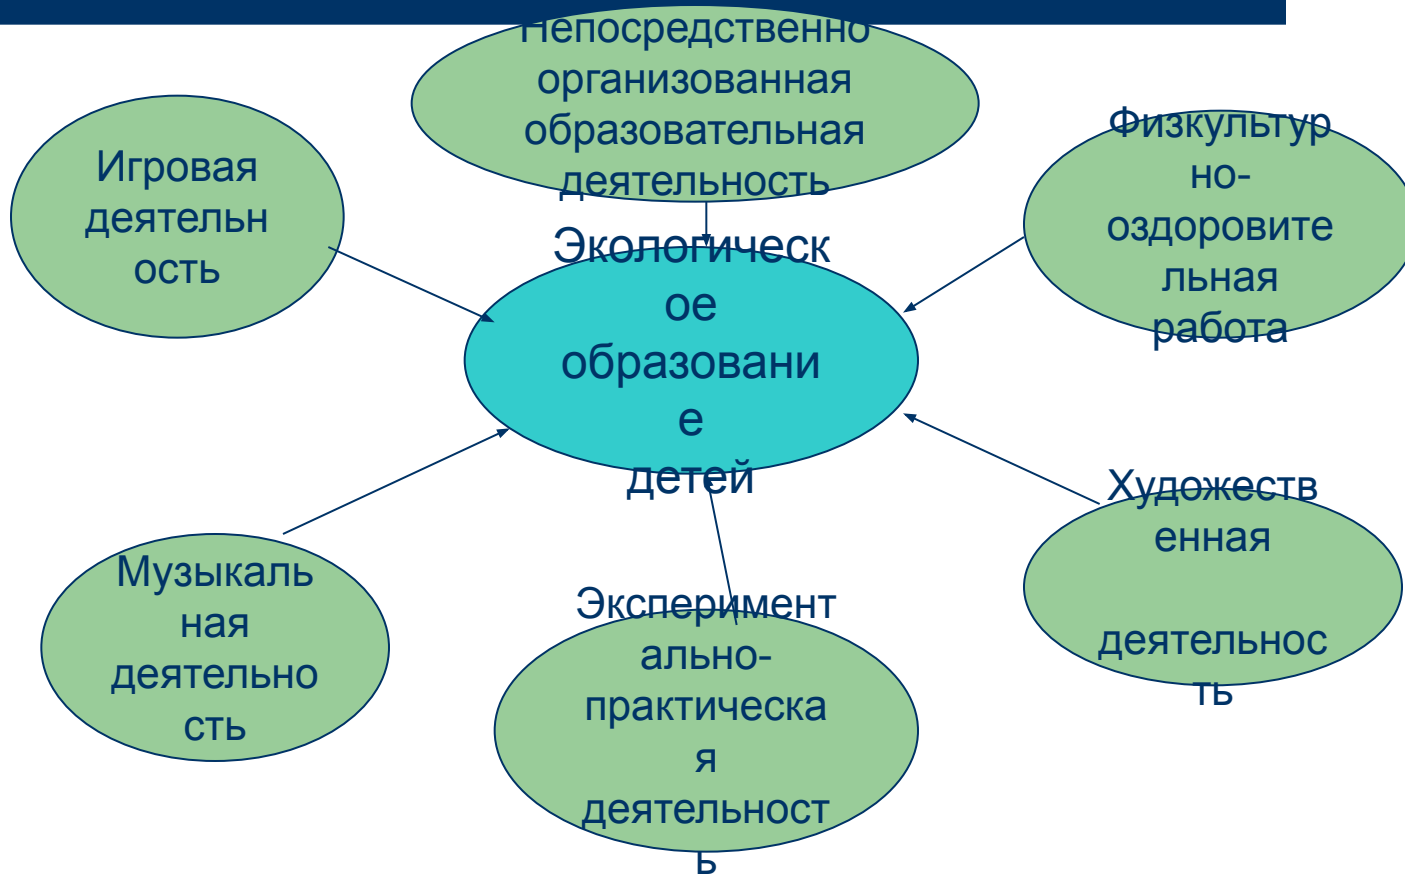 Непосредственно
организованная
образовательная
деятельность
Игровая
деятельн
ость
Физкультур
но-
оздоровите
льная
работа
Экологическ
ое
образовани
е
детей
Музыкаль
ная
деятельно
сть
Эксперимент
ально-
практическа
я
деятельност
ь
Художеств
енная
деятельнос
ть